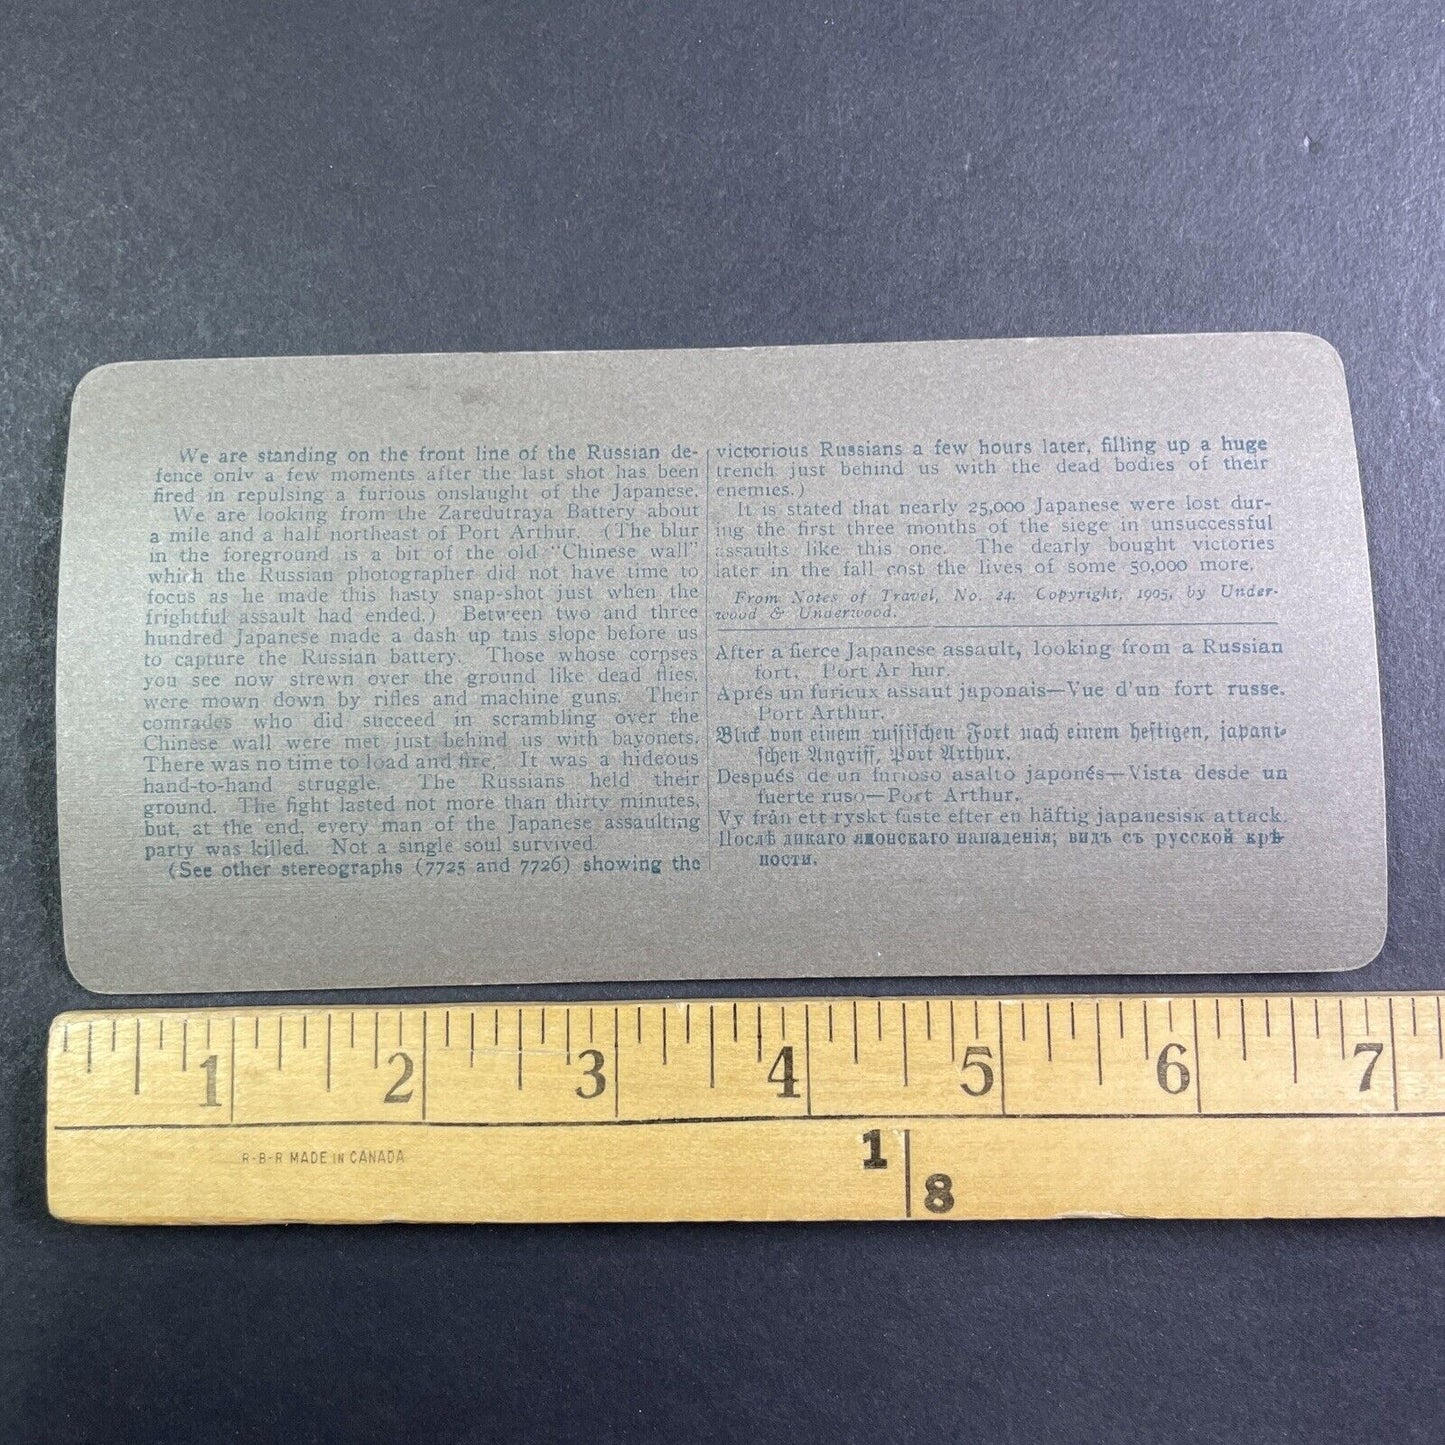 We are standing on the front line of the Russian de-
fence only a few moments after the last shot has been
fired in repulsing a furious onslaught of the Japanese.
We are looking from the Zaredutraya Battery about
a mile and a half northeast of Port Arthur. (The blur
in the foreground is a bit of the old "Chinese wall"
which the Russian photographer did not have time to
focus as he made this hasty snap-shot just when the
frightful assault had ended.) Between two and three
hundred Japanese made a dash up this slope before us
to capture the Russian battery. Those whose corpses
you see now strewn over the ground like dead flies,
were mown down by rifles and machine guns. Their
comrades who did succeed in scrambling over the
Chinese wall were met just behind us with bayonets.
There was no time to load and fire. It was a hideous
hand-to-hand struggle. The Russians held their
ground. The fight lasted not more than thirty minutes,
but, at the end, every man of the Japanese assaulting
party was killed. Not a single soul survived.
(See other stereographs (7725 and 7726) showing the
victorious Russians a few hours later, filling up a huge
trench just behind us with the dead bodies of their
enemies.)
It is stated that nearly 25,000 Japanese were lost dur-
ing the first three months of the siege in unsuccessful
assaults like this one. The dearly bought victories
later in the fall cost the lives of some 50,000 more.
From Notes of Travel, No. 24. Copyright, 1905, by Under-
wood & Underwood.
After a fierce Japanese assault, looking from a Russian
fort. Port Ar hur.
Aprés un furieux assaut japonais—Vue d'un fort russe.
Port Arthur.
Blick von einem russischen Fort nach einem heftigen, japani-
schen Angriff, Port Arthur.
Después de un furioso asalto japonés—Vista desde un
fuerte ruso—Port Arthur.
Vy från ett ryskt fäste efter en häftig japanesisk attack.
Послѣ дикаго японскаго нападенія; видъ съ русской крѣ-
пости.
1 2 3 4 5 6 7
R-B-R MADE IN CANADA
1
8